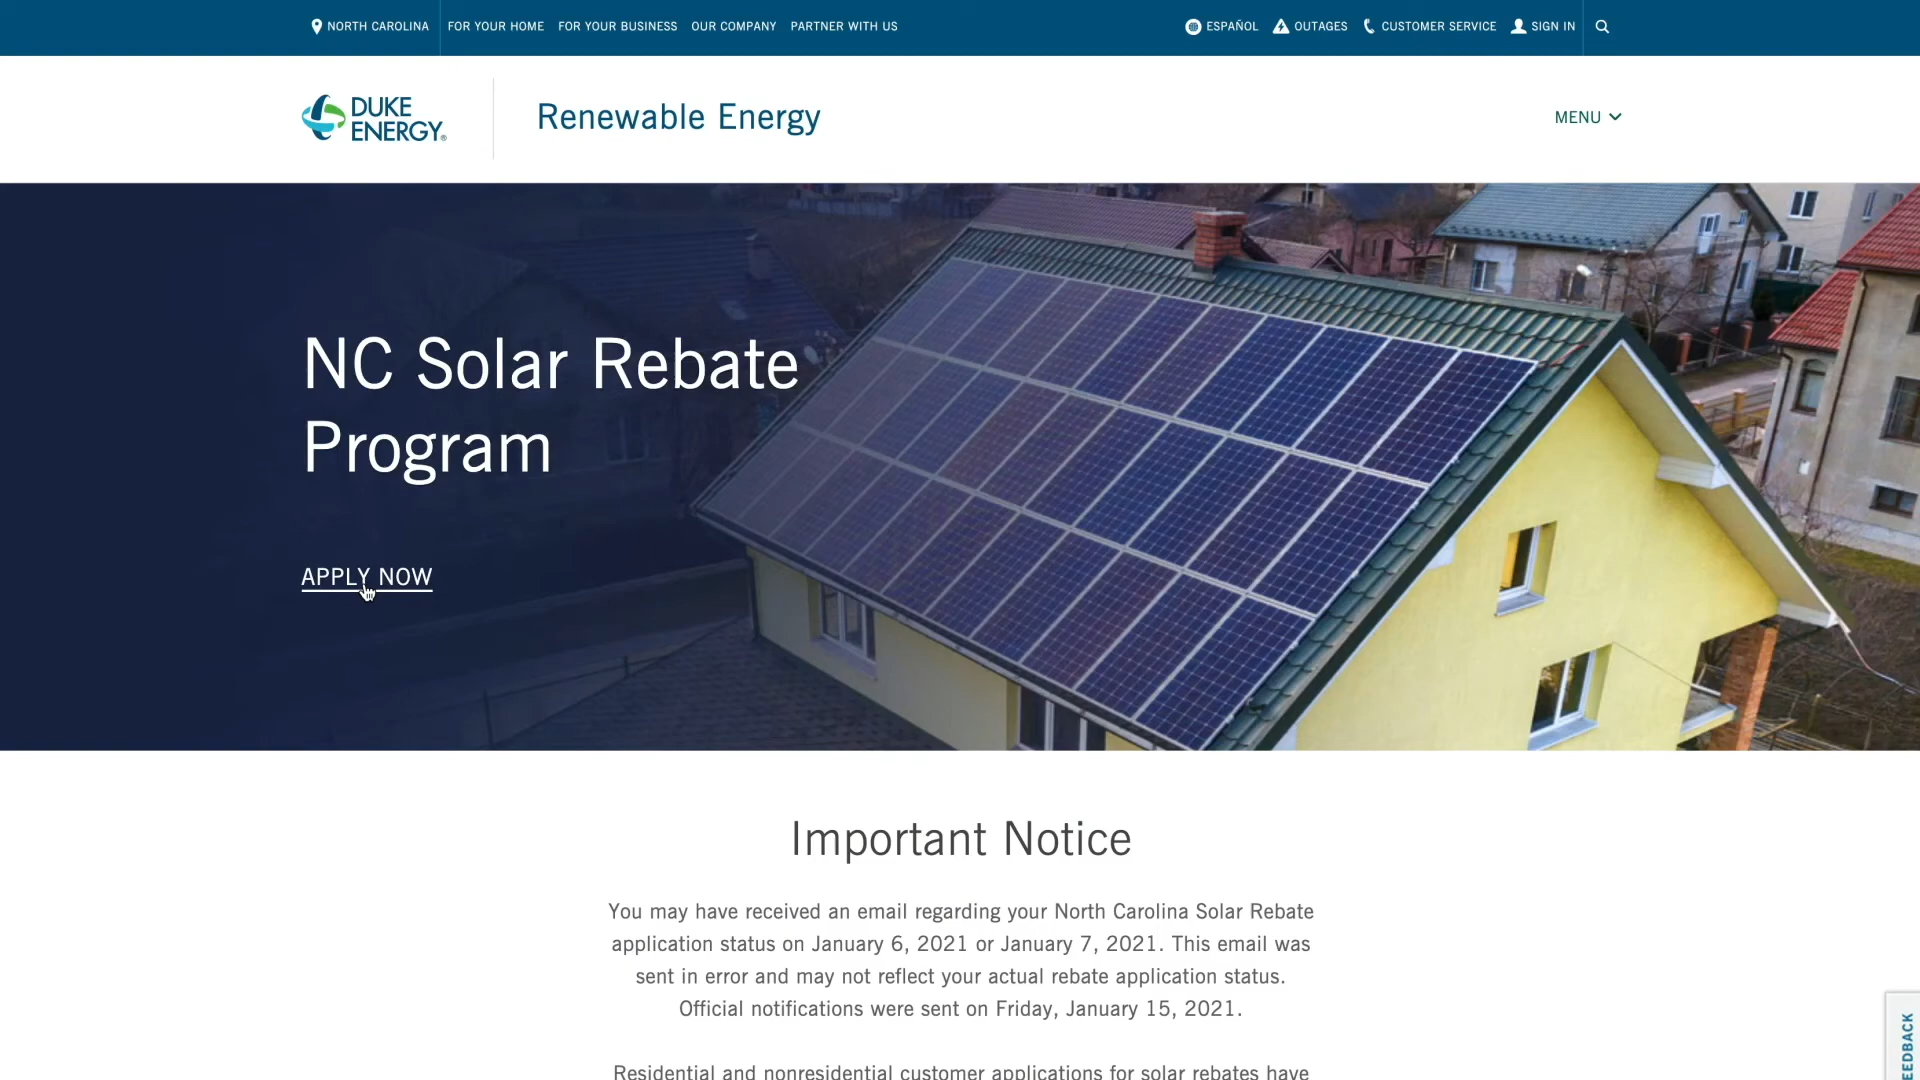 NORTH CAROLINA FOR YOUR HOME FOR YOUR BUSINESS OUR COMPANY PARTNER WITH US ESPAÑOL OUTAGES CUSTOMER SERVICE SIGN IN
DUKE
ENERGY®
Renewable Energy
MENU
NC Solar Rebate
Program
APPLY NOW
Important Notice
You may have received an email regarding your North Carolina Solar Rebate
application status on January 6, 2021 or January 7, 2021. This email was
sent in error and may not reflect your actual rebate application status.
Official notifications were sent on Friday, January 15, 2021.
Residential and nonresidential customer applications for solar rebates have